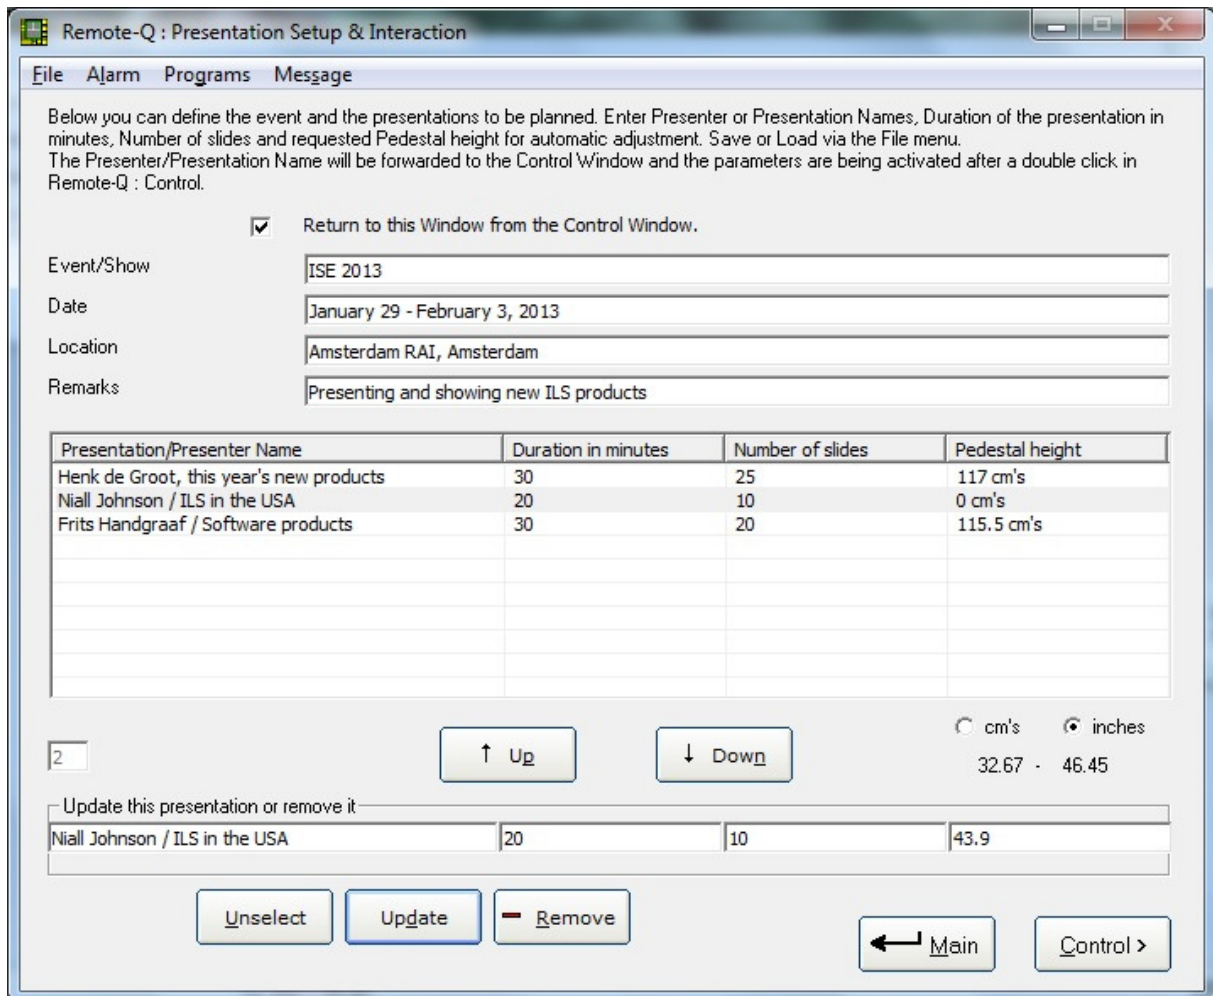 Remote-Q : Presentation Setup & Interaction
File Alarm Programs Message
Below you can define the event and the presentations to be planned. Enter Presenter or Presentation Names, Duration of the presentation in
minutes, Number of slides and requested Pedestal height for automatic adjustment. Save or Load via the File menu.
The Presenter/Presentation Name will be forwarded to the Control Window and the parameters are being activated after a double click in
Remote-Q : Control.
Return to this Window from the Control Window.
Event/Show ISE 2013
Date January 29 - February 3, 2013
Location Amsterdam RAI, Amsterdam
Remarks Presenting and showing new ILS products
Presentation/Presenter Name Duration in minutes Number of slides Pedestal height
Henk de Groot, this year's new products 30 25 117 cm's
Niall Johnson / ILS in the USA 20 10 0 cm's
Frits Handgraaf / Software products 30 20 115.5 cm's
cm's inches
2 ↑ Up ↓ Down
32.67 - 46.45
Update this presentation or remove it
Niall Johnson / ILS in the USA 20 10 43.9
Unselect Update Remove
Main Control >